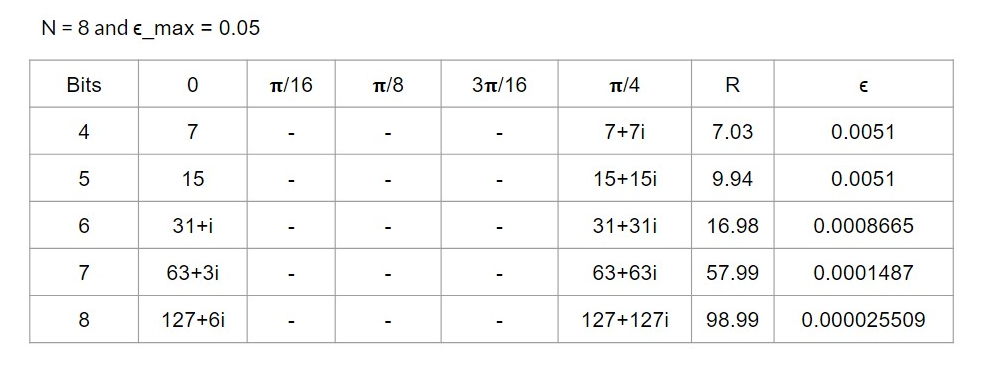 N = 8 and ϵ_max = 0.05
Bits 0 π/16 π/8 3π/16 π/4 R ϵ
4 7 - - - 7+7i 7.03 0.0051
5 15 - - - 15+15i 9.94 0.0051
6 31+i - - - 31+31i 16.98 0.0008665
7 63+3i - - - 63+63i 57.99 0.0001487
8 127+6i - - - 127+127i 98.99 0.000025509